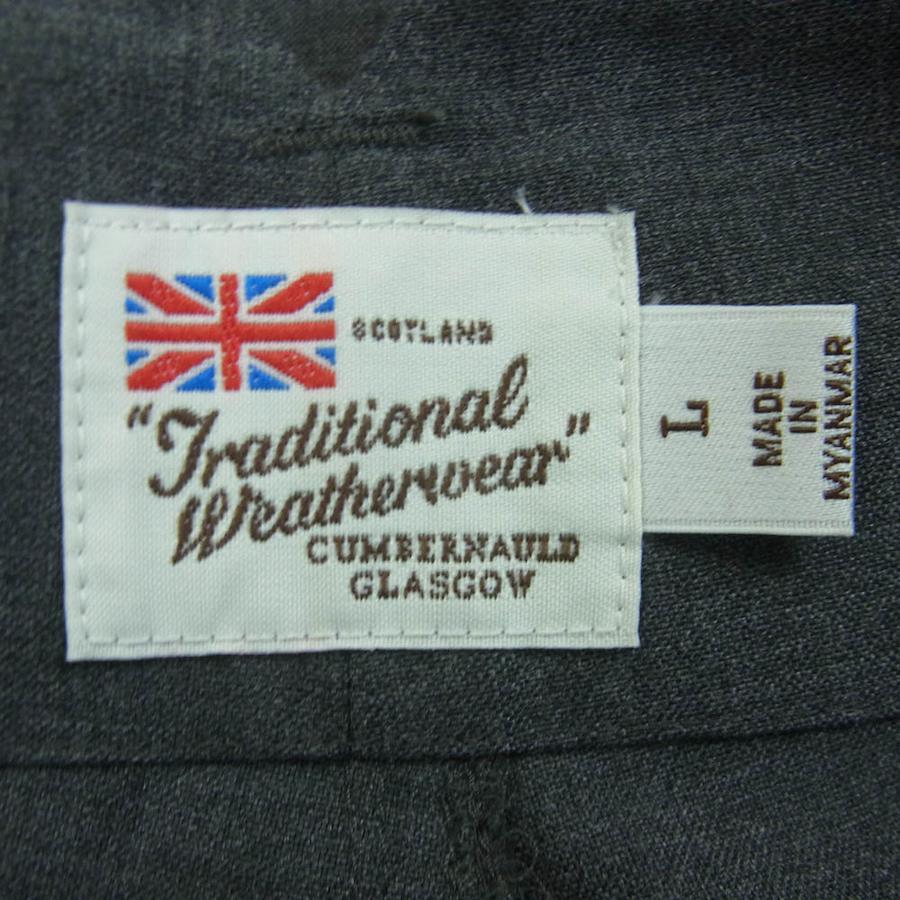 SCOTLAND
"Traditional
Weatherwear"
CUMBERNAULD
GLASGOW
L
MADE
IN
MYANMAR